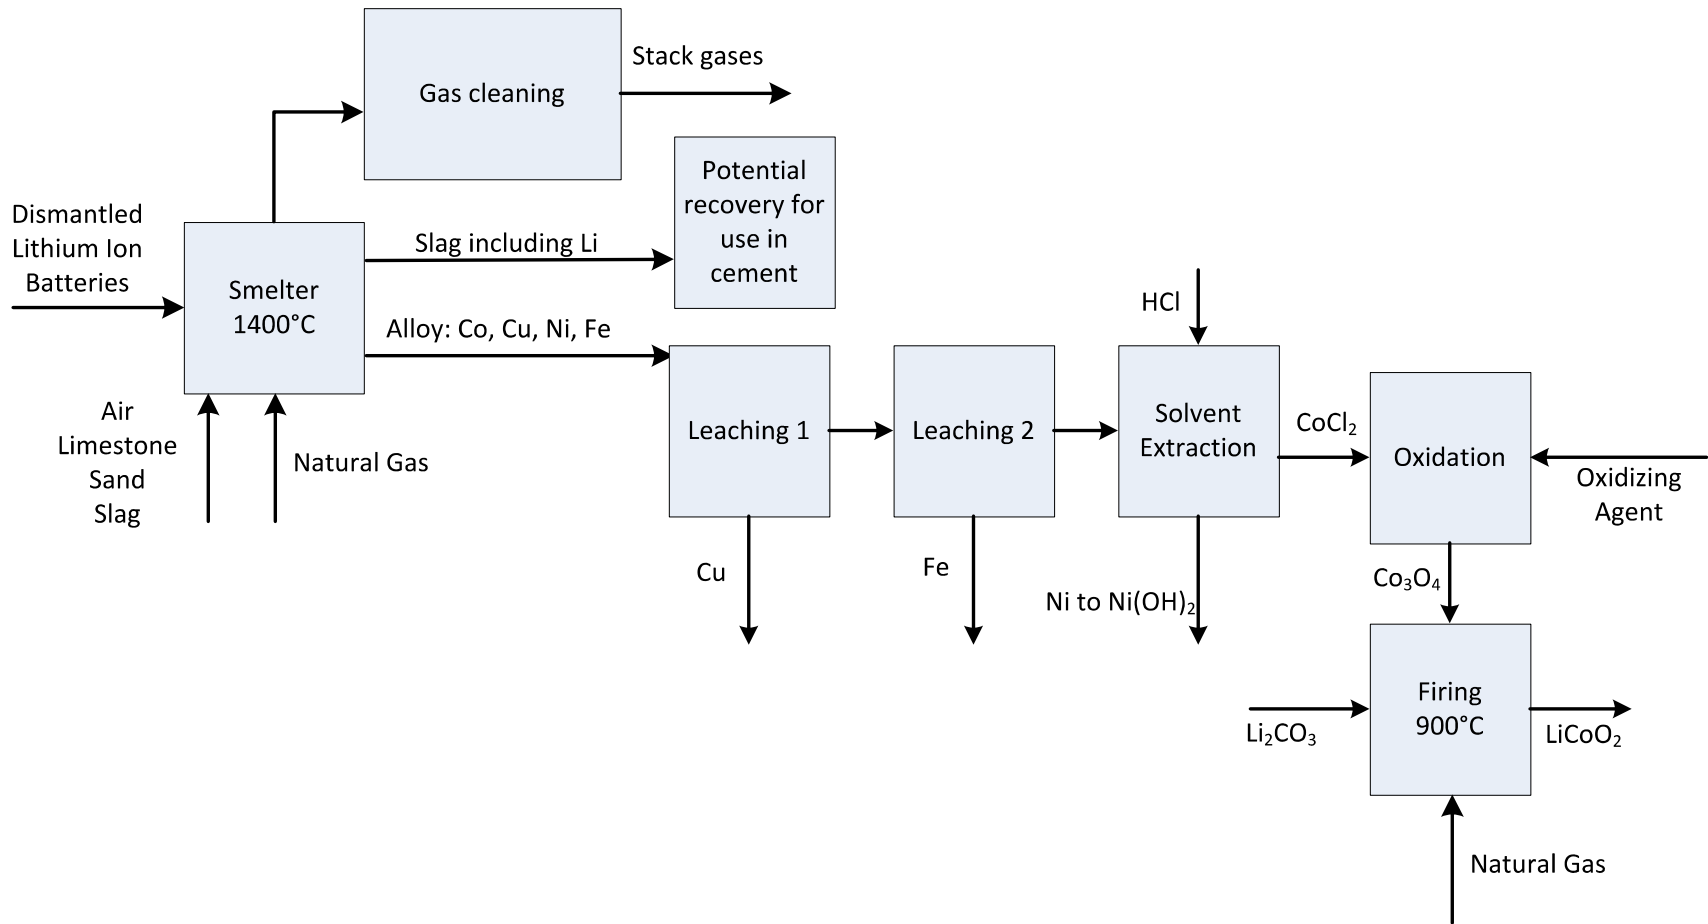 Gas cleaning
Stack gases
Potential
recovery for
use in
cement
Dismantled
Lithium Ion
Batteries
Slag including Li
Smelter
1400°C
Alloy: Co, Cu, Ni, Fe
Air
Limestone
Sand
Slag
Natural Gas
Leaching 1
Leaching 2
HCl
Solvent
Extraction
CoCl₂
Oxidation
Oxidizing
Agent
Cu
Fe
Ni to Ni(OH)₂
Co₃O₄
Firing
900°C
Li₂CO₃
LiCoO₂
Natural Gas